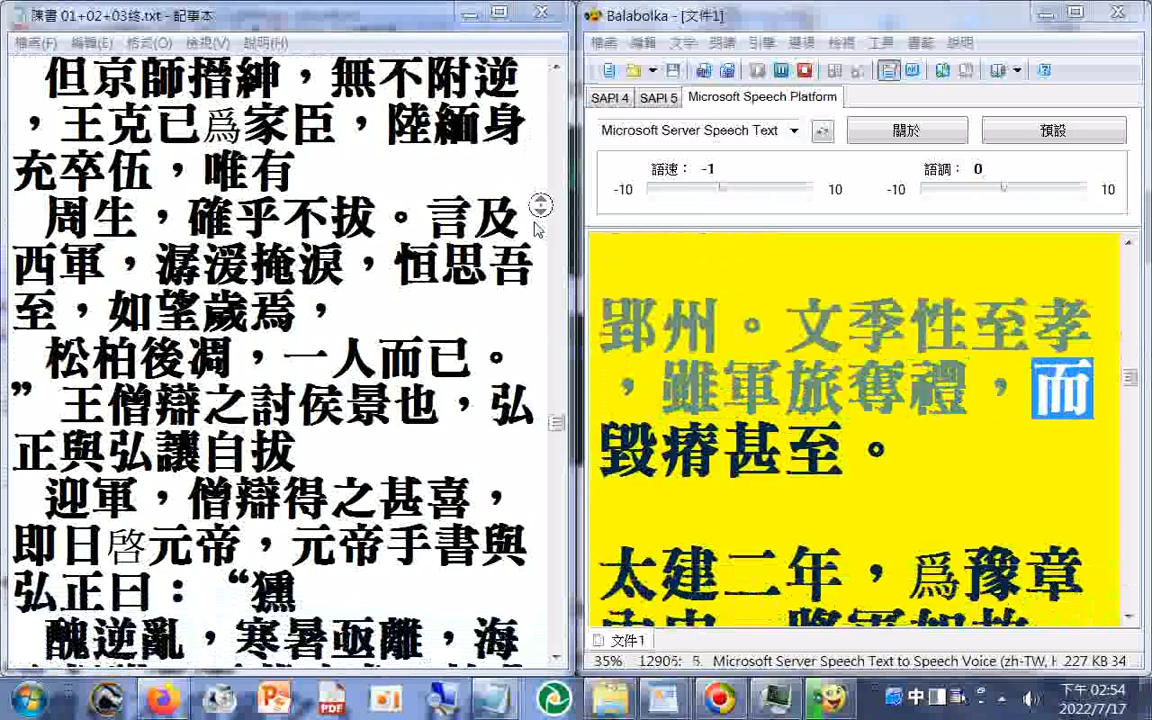 陳書 01+02+03终.txt - 記事本
檔案(F) 編輯(E) 格式(O) 檢視(V) 說明(H)
但京師搢紳，無不附逆
，王克已爲家臣，陸緬身
充卒伍，唯有
周生，確乎不拔。言及
西軍，潺湲掩淚，恒思吾
至，如望歲焉，
松柏後凋，一人而已。
”王僧辯之討侯景也，弘
正與弘讓自拔
迎軍，僧辯得之甚喜，
即日啓元帝，元帝手書與
弘正曰：“獯
醜逆亂，寒暑亟離，海
Balabolka - [文件1]
檔案 編輯 文字 朗讀 引擎 選項 檢視 工具 書籤 說明
SAPI 4 SAPI 5 Microsoft Speech Platform
Microsoft Server Speech Text 關於 預設
語速： -1 語調： 0
-10 10 -10 10
郢州。文季性至孝
，雖軍旅奪禮，而
毀瘠甚至。
太建二年，爲豫章
文件1
35% 12905: 5. Microsoft Server Speech Text to Speech Voice (zh-TW, H 227 KB 34
中
下午 02:54
2022/7/17